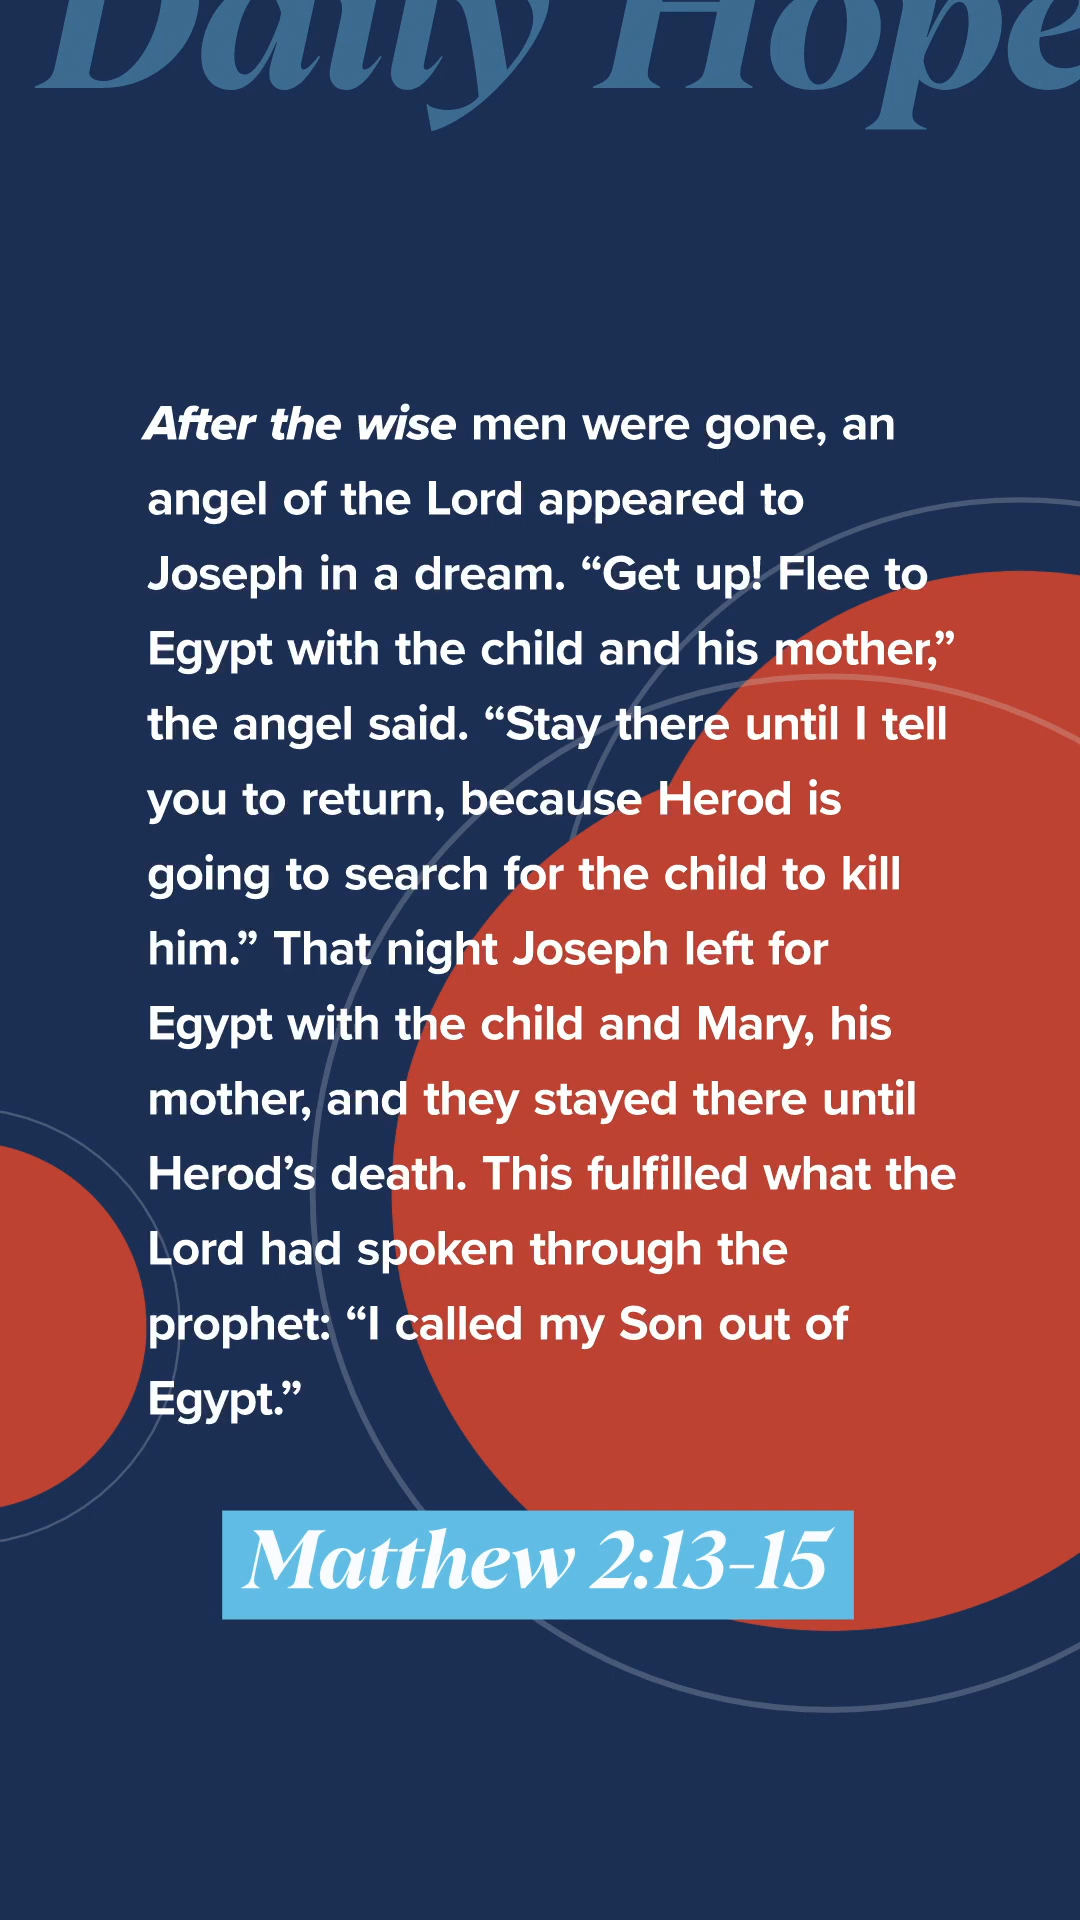 Daily Hope
After the wise men were gone, an
angel of the Lord appeared to
Joseph in a dream. “Get up! Flee to
Egypt with the child and his mother,”
the angel said. “Stay there until I tell
you to return, because Herod is
going to search for the child to kill
him.” That night Joseph left for
Egypt with the child and Mary, his
mother, and they stayed there until
Herod’s death. This fulfilled what the
Lord had spoken through the
prophet: “I called my Son out of
Egypt.”
Matthew 2:13-15